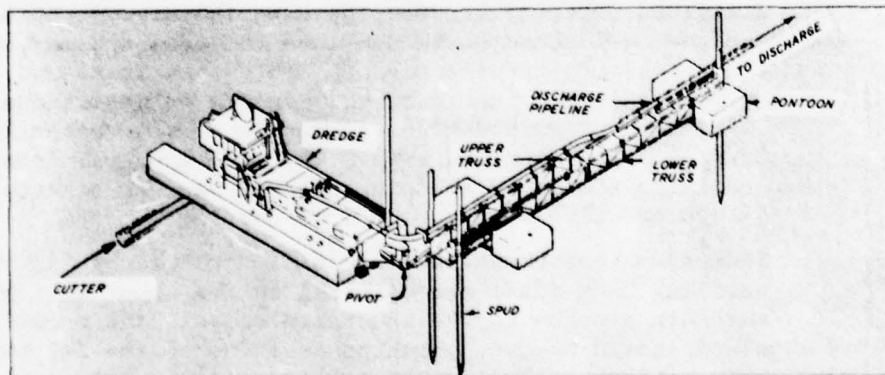 TO DISCHARGE
DISCHARGE
PIPELINE
PONTOON
DREDGE
UPPER
TRUSS
LOWER
TRUSS
CUTTER
PIVOT
SPUD